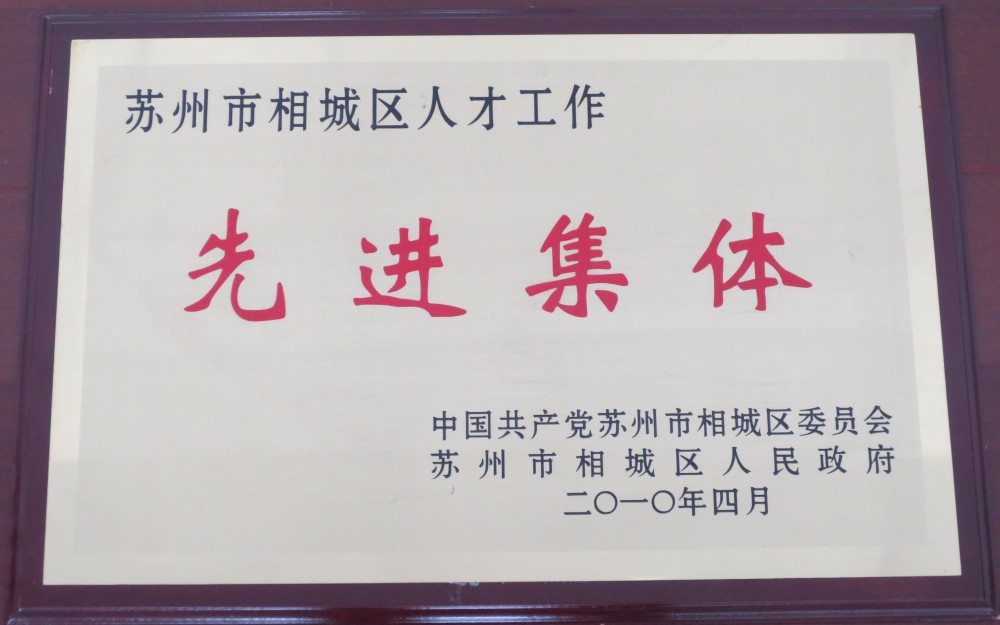 苏州市相城区人才工作
先进集体
中国共产党苏州市相城区委员会
苏州市相城区人民政府
二〇一〇年四月